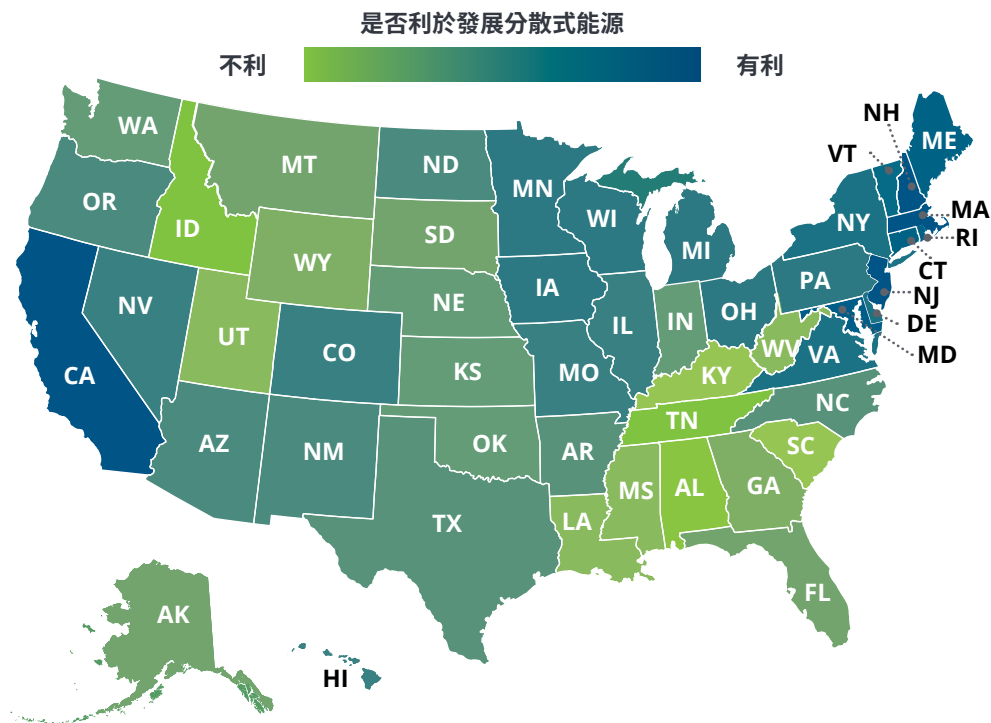 是否利於發展分散式能源
不利
有利
NH
WA
ME
VT
MT
ND
MN
OR
MA
WI
NY
ID
SD
RI
MI
WY
CT
PA
IA
NV
NE
NJ
OH
IL
IN
DE
UT
CO
WV
VA
MD
CA
KS
MO
KY
NC
TN
AZ
NM
OK
AR
SC
MS
AL
GA
TX
LA
FL
AK
HI